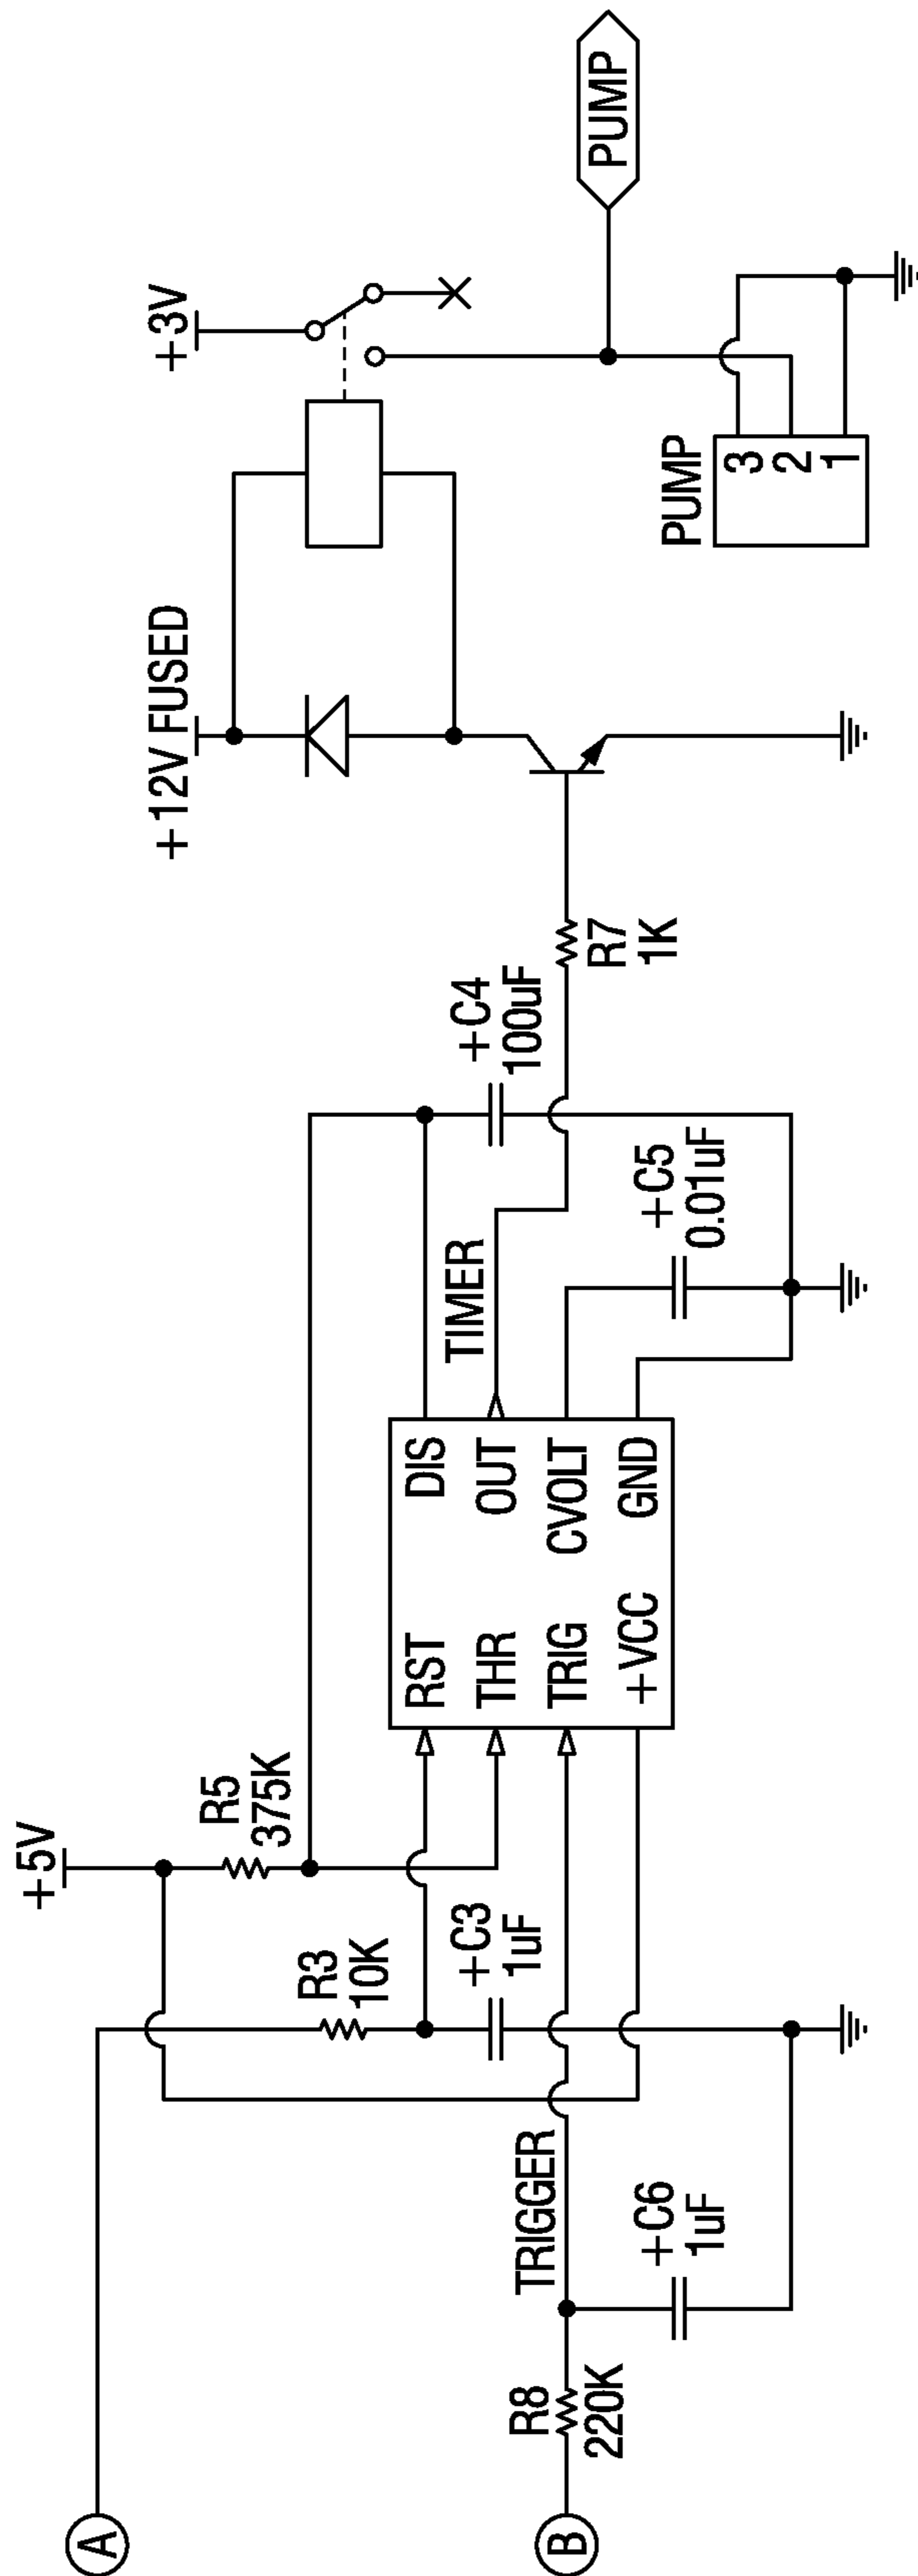 A
B
R8
220K
TRIGGER
+C6
1uF
+5V
R3
10K
+C3
1uF
R5
375K
RST
THR
TRIG
+VCC
DIS
OUT
CVOLT
GND
TIMER
+C4
100uF
+C5
0.01uF
R7
1K
+12V FUSED
+3V
PUMP
3
2
1
PUMP